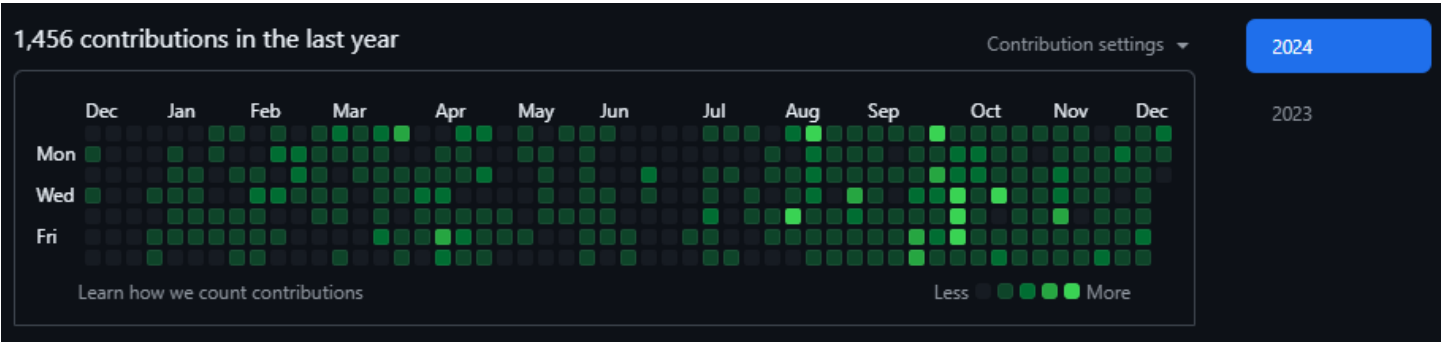 1,456 contributions in the last year
Contribution settings
2024
2023
Dec Jan Feb Mar Apr May Jun Jul Aug Sep Oct Nov Dec
Mon
Wed
Fri
Learn how we count contributions
Less More